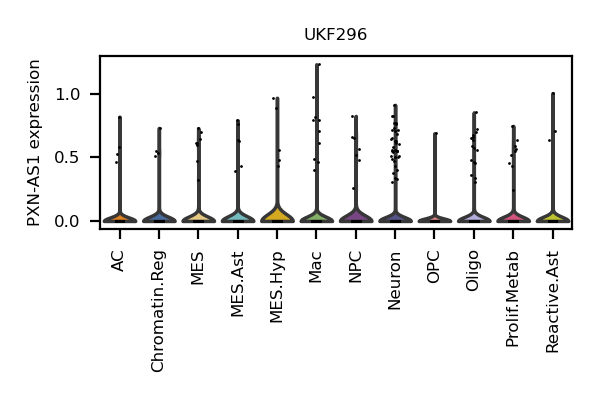 UKF296
PXN-AS1 expression
1.0
0.5
0.0
AC
Chromatin.Reg
MES
MES.Ast
MES.Hyp
Mac
NPC
Neuron
OPC
Oligo
Prolif.Metab
Reactive.Ast